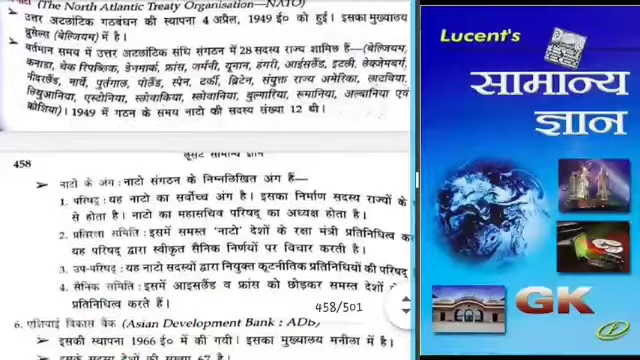 (The North Atlantic Treaty Organisation—NATO)
उत्तर अटलांटिक गठबंधन की स्थापना 4 अप्रैल, 1949 ई० को हुई। इसका मुख्यालय
ब्रुसेल्स (बेल्जियम) में है।
वर्तमान समय में उत्तर अटलांटिक संधि संगठन में 28 सदस्य राज्य शामिल हैं—(बेल्जियम,
कनाडा, चेक रिपब्लिक, डेनमार्क, फ्रांस, जर्मनी, यूनान, हंगरी, आईसलैंड, इटली, लेक्जेमबर्ग,
नीदरलैंड, नार्वे, पुर्तगाल, पोलैंड, स्पेन, टर्की, ब्रिटेन, संयुक्त राज्य अमेरिका, लाटविया,
लिथुआनिया, एस्टोनिया, स्लोवाकिया, स्लोवानिया, बुल्गारिया, रूमानिया, अल्बानिया एवं
क्रोशिया)। 1949 में गठन के समय नाटो की सदस्य संख्या 12 थी।
458
लूसेंट सामान्य ज्ञान
नाटो के अंग : नाटो संगठन के निम्नलिखित अंग हैं—
1. परिषद् : यह नाटो का सर्वोच्च अंग है। इसका निर्माण सदस्य राज्यों के
से होता है। नाटो का महासचिव परिषद् का अध्यक्ष होता है।
2. प्रतिरक्षा समिति : इसमें समस्त 'नाटो' देशों के रक्षा मंत्री प्रतिनिधित्व कर
यह परिषद् द्वारा स्वीकृत सैनिक निर्णयों पर विचार करती है।
3. उप-परिषद् : यह नाटो सदस्यों द्वारा नियुक्त कूटनीतिक प्रतिनिधियों की परिषद्
4. सैनिक समिति : इसमें आइसलैंड व फ्रांस को छोड़कर समस्त देशों के
प्रतिनिधित्व करते हैं।
458/501
6. एशियाई विकास बैंक (Asian Development Bank : ADb)
इसकी स्थापना 1966 ई० में की गयी। इसका मुख्यालय मनीला में है।
इसके सदस्य देशों की संख्या 67 है।
Lucent's
सामान्य
ज्ञान
GK